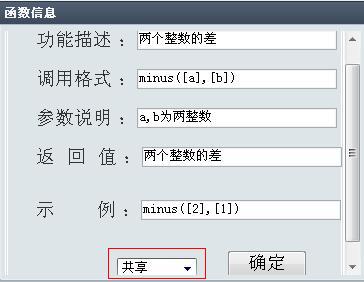 函数信息
功能描述： 两个整数的差
调用格式： minus([a],[b])
参数说明： a,b为两整数
返 回 值： 两个整数的差
示 例： minus([2],[1])
共享 确定